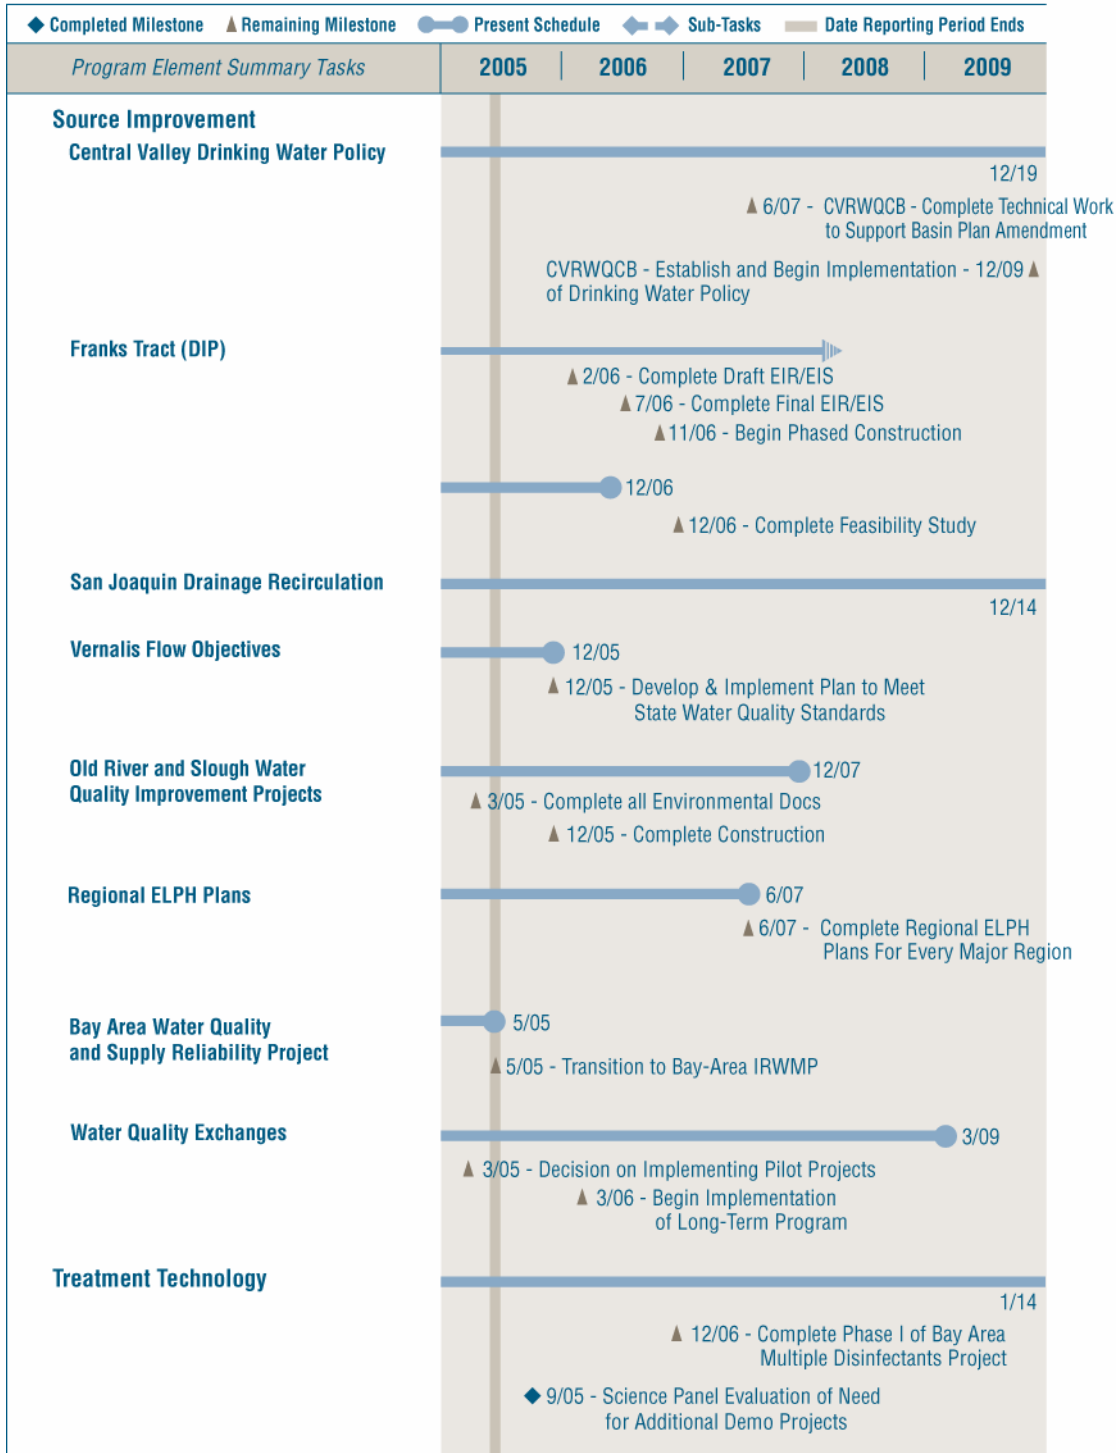 Completed Milestone Remaining Milestone Present Schedule Sub-Tasks Date Reporting Period Ends
Program Element Summary Tasks 2005 2006 2007 2008 2009
Source Improvement
Central Valley Drinking Water Policy
12/19
6/07 - CVRWQCB - Complete Technical Work
to Support Basin Plan Amendment
CVRWQCB - Establish and Begin Implementation - 12/09
of Drinking Water Policy
Franks Tract (DIP)
2/06 - Complete Draft EIR/EIS
7/06 - Complete Final EIR/EIS
11/06 - Begin Phased Construction
12/06
12/06 - Complete Feasibility Study
San Joaquin Drainage Recirculation
12/14
Vernalis Flow Objectives
12/05
12/05 - Develop & Implement Plan to Meet
State Water Quality Standards
Old River and Slough Water
Quality Improvement Projects
12/07
3/05 - Complete all Environmental Docs
12/05 - Complete Construction
Regional ELPH Plans
6/07
6/07 - Complete Regional ELPH
Plans For Every Major Region
Bay Area Water Quality
and Supply Reliability Project
5/05
5/05 - Transition to Bay-Area IRWMP
Water Quality Exchanges
3/09
3/05 - Decision on Implementing Pilot Projects
3/06 - Begin Implementation
of Long-Term Program
Treatment Technology
1/14
12/06 - Complete Phase I of Bay Area
Multiple Disinfectants Project
9/05 - Science Panel Evaluation of Need
for Additional Demo Projects